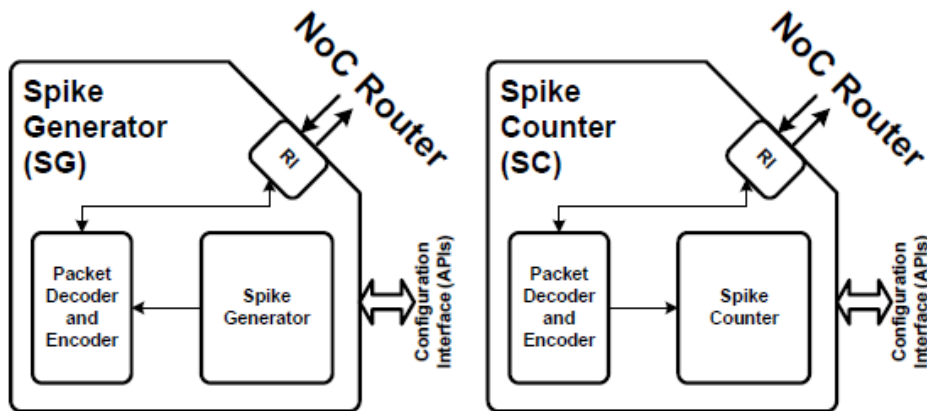 Spike
Generator
(SG)
NoC Router
RI
Packet
Decoder
and
Encoder
Spike
Generator
Configuration
Interface (APIs)
Spike
Counter
(SC)
NoC Router
RI
Packet
Decoder
and
Encoder
Spike
Counter
Configuration
Interface (APIs)